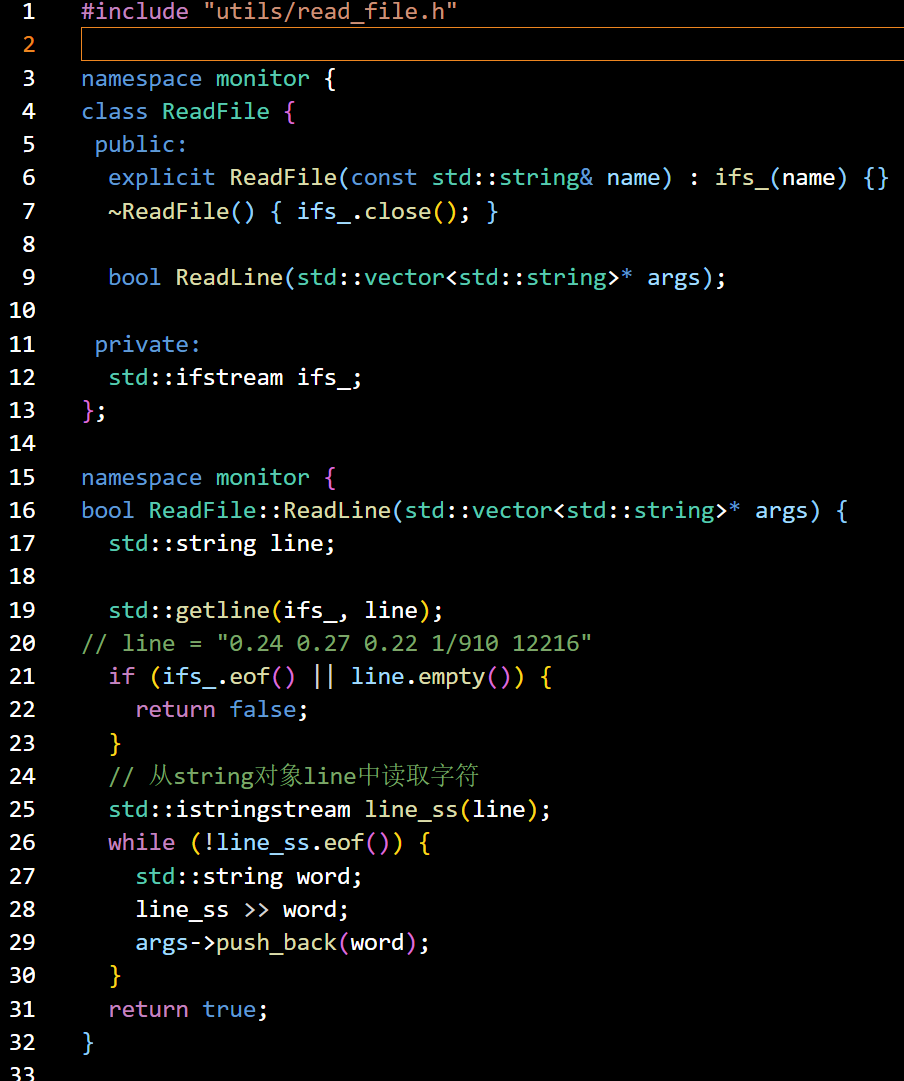 1 #include "utils/read_file.h"
2
3 namespace monitor {
4 class ReadFile {
5  public:
6   explicit ReadFile(const std::string& name) : ifs_(name) {}
7   ~ReadFile() { ifs_.close(); }
8
9   bool ReadLine(std::vector<std::string>* args);
10
11  private:
12   std::ifstream ifs_;
13 };
14
15 namespace monitor {
16 bool ReadFile::ReadLine(std::vector<std::string>* args) {
17   std::string line;
18
19   std::getline(ifs_, line);
20 // line = "0.24 0.27 0.22 1/910 12216"
21   if (ifs_.eof() || line.empty()) {
22     return false;
23   }
24   // 从string对象line中读取字符
25   std::istringstream line_ss(line);
26   while (!line_ss.eof()) {
27     std::string word;
28     line_ss >> word;
29     args->push_back(word);
30   }
31   return true;
32 }
33